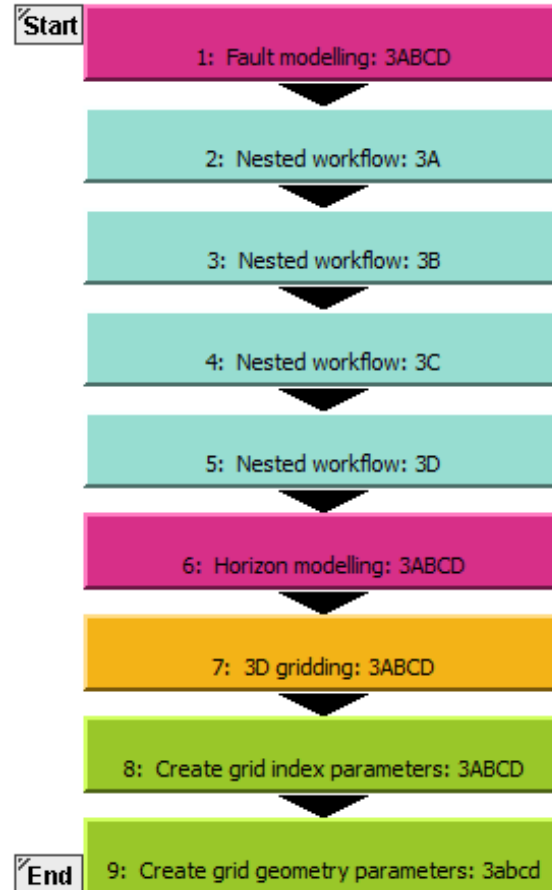 Start
1: Fault modelling: 3ABCD
2: Nested workflow: 3A
3: Nested workflow: 3B
4: Nested workflow: 3C
5: Nested workflow: 3D
6: Horizon modelling: 3ABCD
7: 3D gridding: 3ABCD
8: Create grid index parameters: 3ABCD
9: Create grid geometry parameters: 3abcd
End